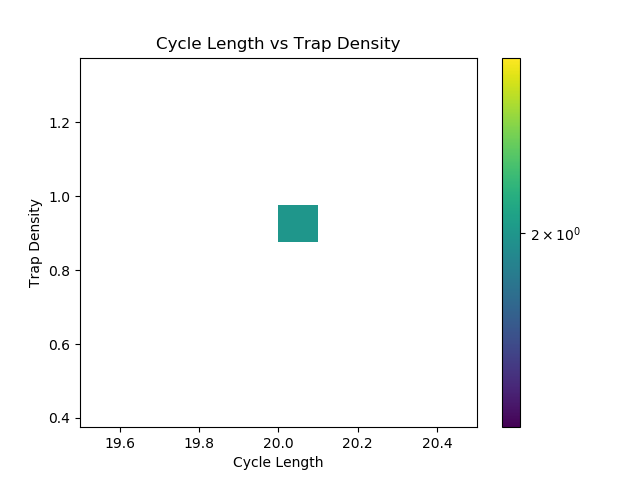 Cycle Length vs Trap Density
Trap Density
1.2
1.0
0.8
0.6
0.4
19.6 19.8 20.0 20.2 20.4
Cycle Length
2 × 10⁰